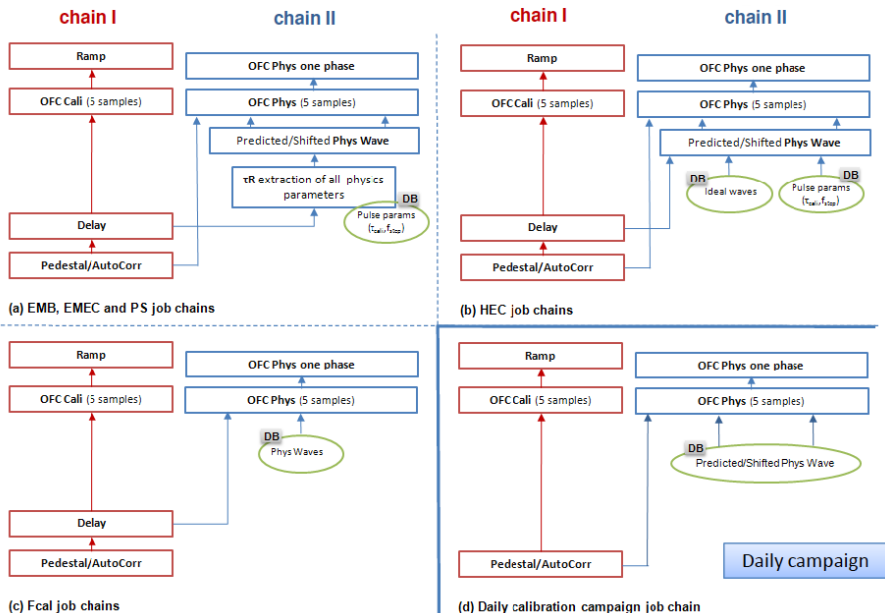 chain I
chain II
Ramp
OFC Phys one phase
OFC Cali (5 samples)
OFC Phys (5 samples)
Predicted/Shifted Phys Wave
τR extraction of all physics
parameters
DB
Pulse params
(τcali, fstep)
Delay
Pedestal/AutoCorr
(a) EMB, EMEC and PS job chains
chain I
chain II
Ramp
OFC Phys one phase
OFC Cali (5 samples)
OFC Phys (5 samples)
Predicted/Shifted Phys Wave
DB
Ideal waves
DB
Pulse params
(τcali, fstep)
Delay
Pedestal/AutoCorr
(b) HEC job chains
Ramp
OFC Phys one phase
OFC Cali (5 samples)
OFC Phys (5 samples)
DB
Phys Waves
Delay
Pedestal/AutoCorr
(c) Fcal job chains
Ramp
OFC Phys one phase
OFC Cali (5 samples)
OFC Phys (5 samples)
DB
Predicted/Shifted Phys Wave
Pedestal/AutoCorr
Daily campaign
(d) Daily calibration campaign job chain